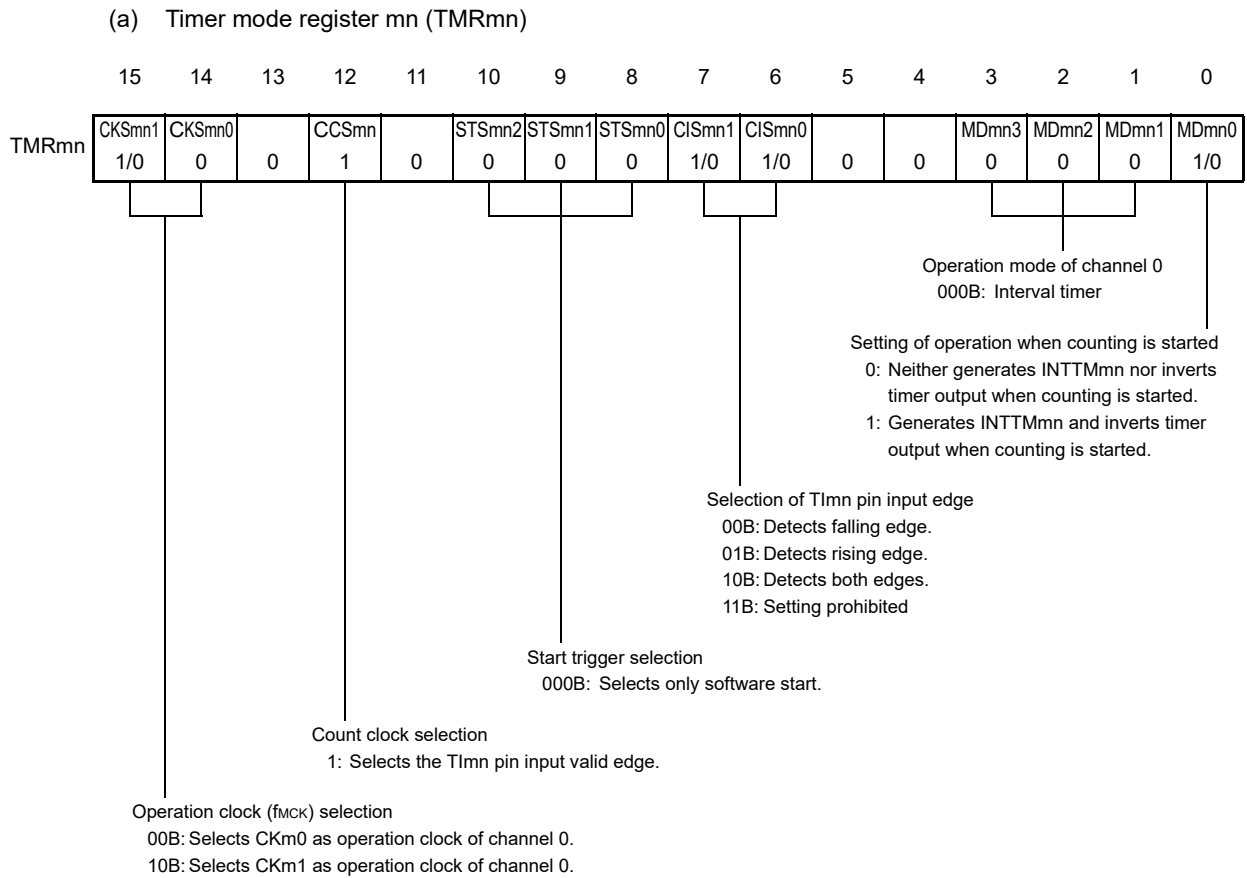 (a) Timer mode register mn (TMRmn)
15 14 13 12 11 10 9 8 7 6 5 4 3 2 1 0
TMRmn
CKSmn1 CKSmn0 CCSmn STSmn2 STSmn1 STSmn0 CISmn1 CISmn0 MDmn3 MDmn2 MDmn1 MDmn0
1/0 0 0 1 0 0 0 0 1/0 1/0 0 0 0 0 0 1/0
Operation mode of channel 0
000B: Interval timer
Setting of operation when counting is started
0: Neither generates INTTMmn nor inverts
timer output when counting is started.
1: Generates INTTMmn and inverts timer
output when counting is started.
Selection of TImn pin input edge
00B: Detects falling edge.
01B: Detects rising edge.
10B: Detects both edges.
11B: Setting prohibited
Start trigger selection
000B: Selects only software start.
Count clock selection
1: Selects the TImn pin input valid edge.
Operation clock (fMCK) selection
00B: Selects CKm0 as operation clock of channel 0.
10B: Selects CKm1 as operation clock of channel 0.